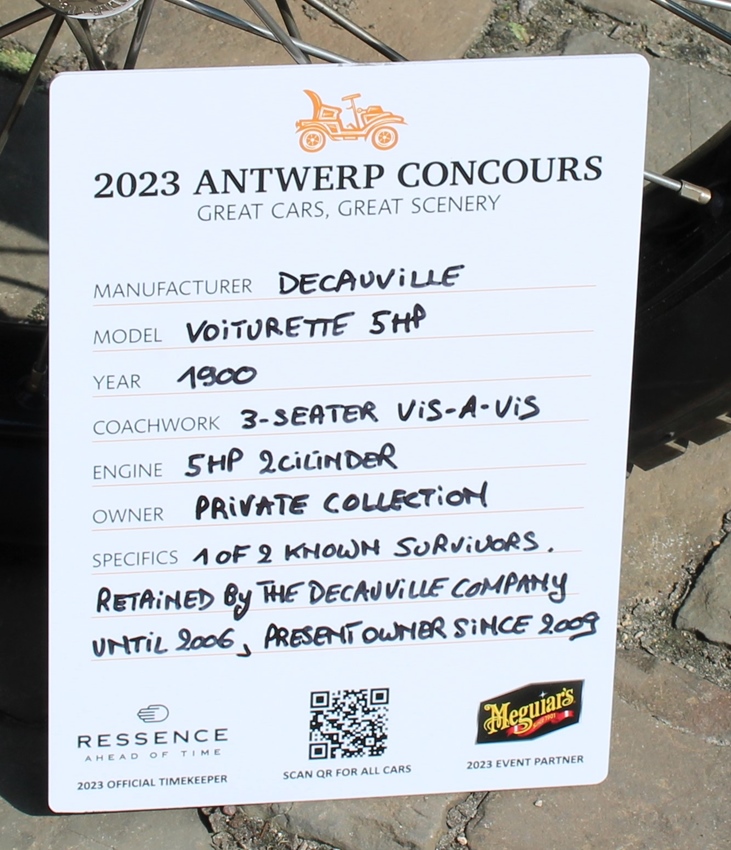 2023 ANTWERP CONCOURS
GREAT CARS, GREAT SCENERY
MANUFACTURER DECAUViLLE
MODEL VOiTURETTE 5HP
YEAR 1900
COACHWORK 3-SEATER ViS-A-ViS
ENGINE 5HP 2CiLiNDER
OWNER PRiVATE COLLECTiON
SPECIFICS 1 OF 2 KNOWN SURViVORS.
RETAiNED By THE DECAUViLLE COMPANy
UNTiL 2006, PRESENT OWNER SiNCE 2009
RESSENCE
AHEAD OF TIME
2023 OFFICIAL TIMEKEEPER
SCAN QR FOR ALL CARS
Meguiar's
2023 EVENT PARTNER